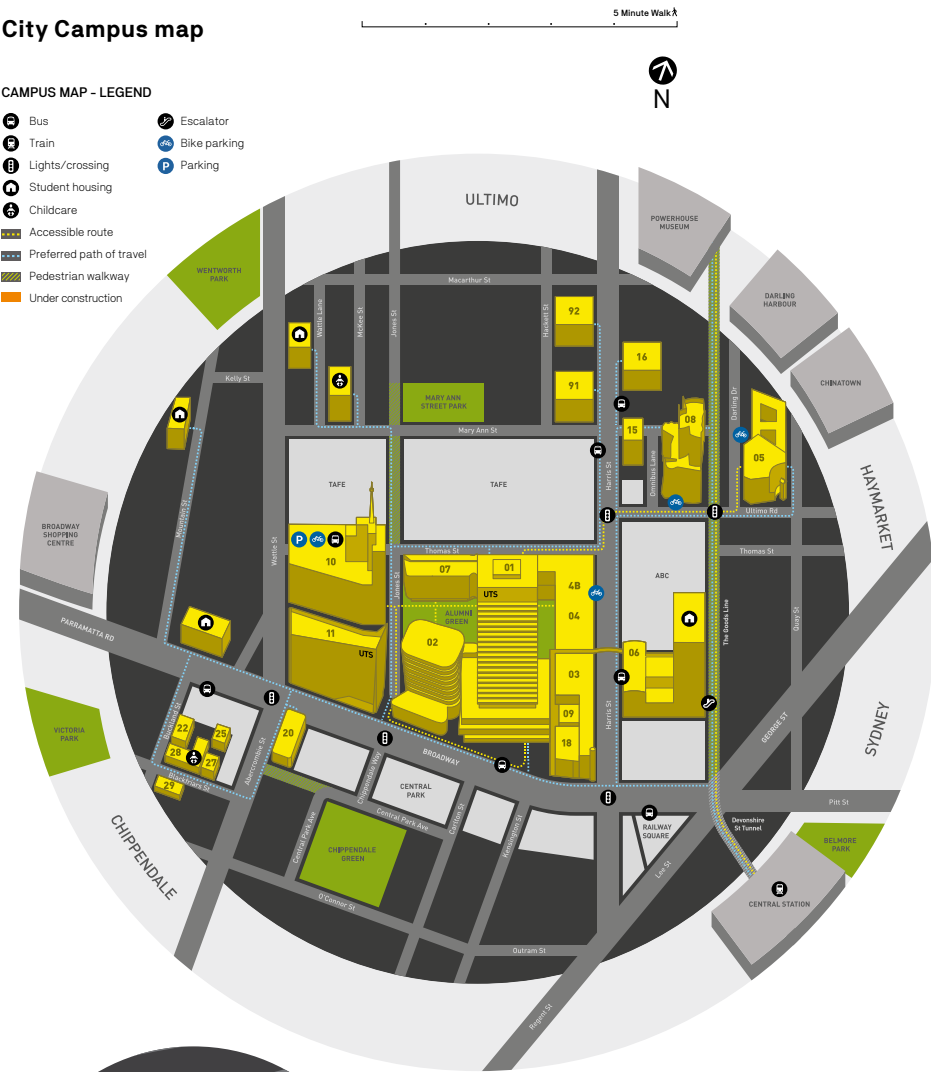 City Campus map
5 Minute Walk
N
CAMPUS MAP - LEGEND
Bus
Train
Lights/crossing
Student housing
Childcare
Accessible route
Preferred path of travel
Pedestrian walkway
Under construction
Escalator
Bike parking
P
Parking
ULTIMO
POWERHOUSE
MUSEUM
WENTWORTH
PARK
DARLING
HARBOUR
CHINATOWN
HAYMARKET
Macarthur St
Wattle Lane
McKee St
Jones St
Hackett St
92
16
91
Kelly St
MARY ANN
STREET PARK
Mary Ann St
15
08
Omnibus Lane
Darling Dr
05
TAFE
TAFE
Harris St
Ultimo Rd
BROADWAY
SHOPPING
CENTRE
Mountain St
Wattle St
P
10
Thomas St
Thomas St
Jones St
07
01
UTS
4B
04
ABC
ALUMNI
GREEN
The Goods Line
Quay St
11
UTS
02
03
06
PARRAMATTA RD
09
18
Harris St
GEORGE ST
SYDNEY
VICTORIA
PARK
Buckland St
22
25
28
27
29
Blackfriars St
Abercrombie St
20
BROADWAY
Chippendale Way
CENTRAL
PARK
Central Park Ave
Central Park Ave
Carlton St
Kensington St
RAILWAY
SQUARE
Lee St
Pitt St
Devonshire
St Tunnel
BELMORE
PARK
CHIPPENDALE
CHIPPENDALE
GREEN
O'Connor St
CENTRAL STATION
Outram St
Regent St